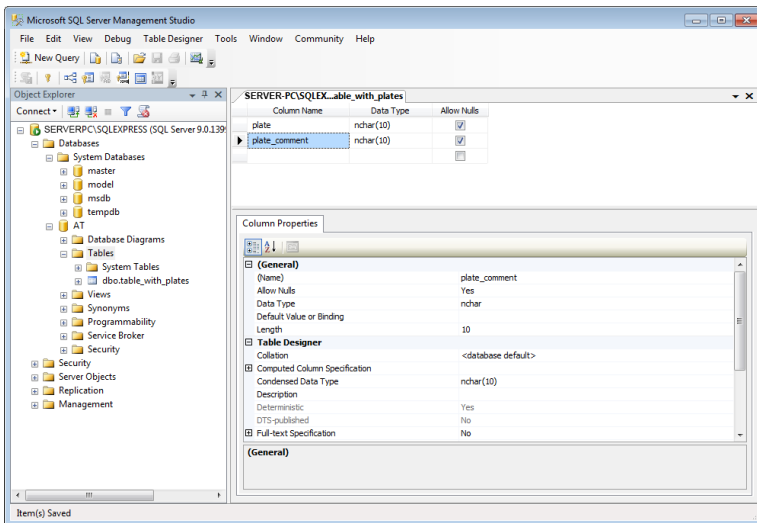 Microsoft SQL Server Management Studio
File Edit View Debug Table Designer Tools Window Community Help
New Query
Object Explorer
Connect
SERVERPC\SQLEXPRESS (SQL Server 9.0.139
Databases
System Databases
master
model
msdb
tempdb
AT
Database Diagrams
Tables
System Tables
dbo.table_with_plates
Views
Synonyms
Programmability
Service Broker
Security
Security
Server Objects
Replication
Management
SERVER-PC\SQLEX...able_with_plates
Column Name Data Type Allow Nulls
plate nchar(10)
plate_comment nchar(10)
Column Properties
(General)
(Name) plate_comment
Allow Nulls Yes
Data Type nchar
Default Value or Binding
Length 10
Table Designer
Collation <database default>
Computed Column Specification
Condensed Data Type nchar(10)
Description
Deterministic Yes
DTS-published No
Full-text Specification No
(General)
Item(s) Saved